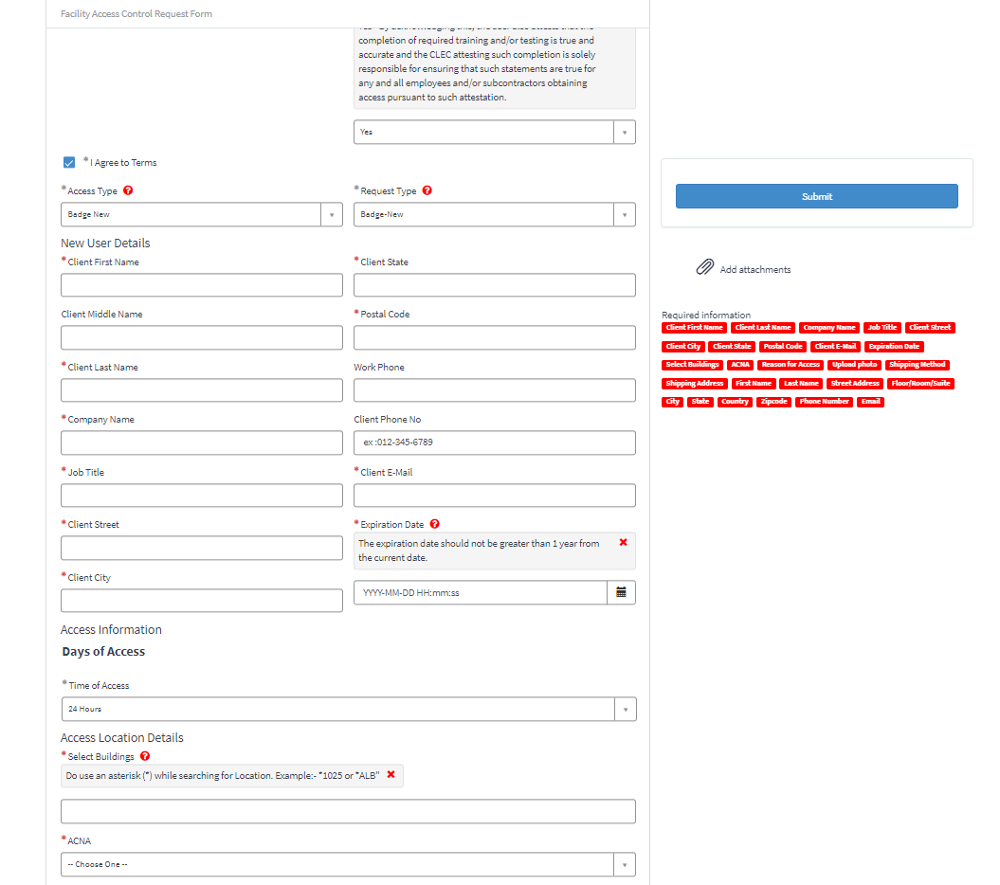 Facility Access Control Request Form
completion of required training and/or testing is true and
accurate and the CLEC attesting such completion is solely
responsible for ensuring that such statements are true for
any and all employees and/or subcontractors obtaining
access pursuant to such attestation.
Yes
* I Agree to Terms
* Access Type ?
Badge New
* Request Type ?
Badge-New
New User Details
* Client First Name
* Client State
Client Middle Name
* Postal Code
* Client Last Name
Work Phone
* Company Name
Client Phone No
ex :012-345-6789
* Job Title
* Client E-Mail
* Client Street
* Expiration Date ?
The expiration date should not be greater than 1 year from
the current date.
* Client City
YYYY-MM-DD HH:mm:ss
Access Information
Days of Access
* Time of Access
24 Hours
Access Location Details
* Select Buildings ?
Do use an asterisk (*) while searching for Location. Example:- *1025 or *ALB"
* ACNA
-- Choose One --
Submit
Add attachments
Required information
Client First Name Client Last Name Company Name Job Title Client Street
Client City Client State Postal Code Client E-Mail Expiration Date
Select Buildings ACNA Reason for Access Upload photo Shipping Method
Shipping Address First Name Last Name Street Address Floor/Room/Suite
City State Country Zipcode Phone Number Email